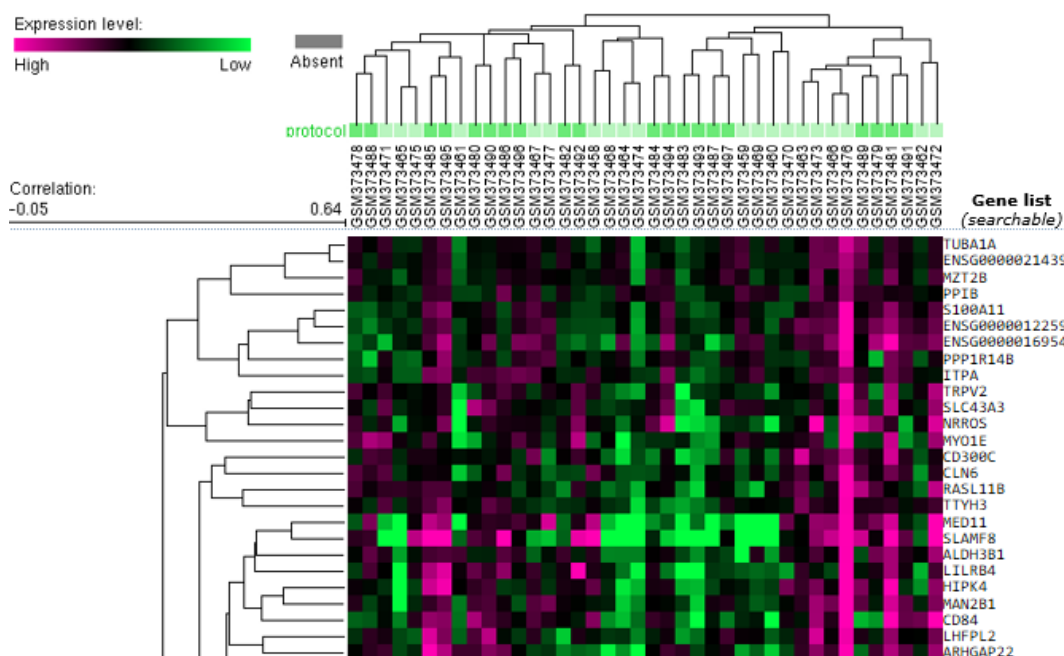 Expression level:
High
Low
Absent
protocol
GSM373478
GSM373488
GSM373471
GSM373465
GSM373475
GSM373485
GSM373495
GSM373461
GSM373480
GSM373490
GSM373486
GSM373496
GSM373467
GSM373477
GSM373482
GSM373492
GSM373458
GSM373468
GSM373464
GSM373474
GSM373484
GSM373494
GSM373483
GSM373493
GSM373487
GSM373497
GSM373459
GSM373469
GSM373460
GSM373470
GSM373463
GSM373473
GSM373466
GSM373476
GSM373489
GSM373479
GSM373481
GSM373491
GSM373462
GSM373472
Correlation:
-0.05
0.64
Gene list
(searchable)
TUBA1A
ENSG0000021439
MZT2B
PPIB
S100A11
ENSG0000012259
ENSG0000016954
PPP1R14B
ITPA
TRPV2
SLC43A3
NRROS
MYO1E
CD300C
CLN6
RASL11B
TTYH3
MED11
SLAMF8
ALDH3B1
LILRB4
HIPK4
MAN2B1
CD84
LHFPL2
ARHGAP22